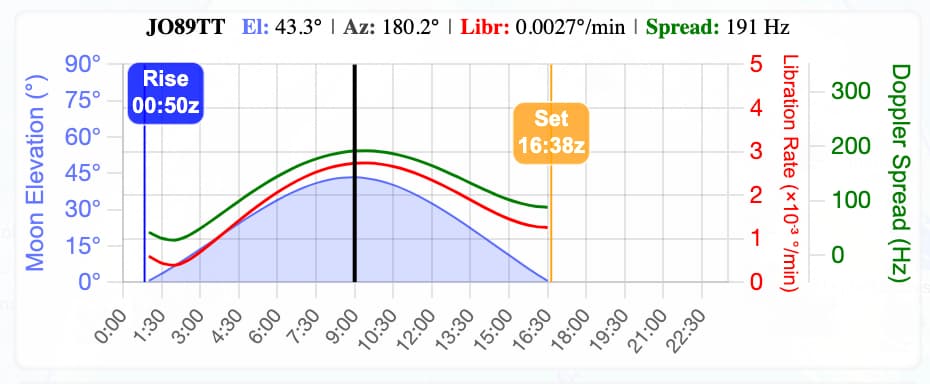 JO89TT El: 43.3° | Az: 180.2° | Libr: 0.0027°/min | Spread: 191 Hz
Moon Elevation (°)
90°
75°
60°
45°
30°
15°
0°
Rise
00:50z
Set
16:38z
5
4
3
2
1
0
Libration Rate (×10⁻³ °/min)
300
200
100
0
Doppler Spread (Hz)
0:00 1:30 3:00 4:30 6:00 7:30 9:00 10:30 12:00 13:30 15:00 16:30 18:00 19:30 21:00 22:30